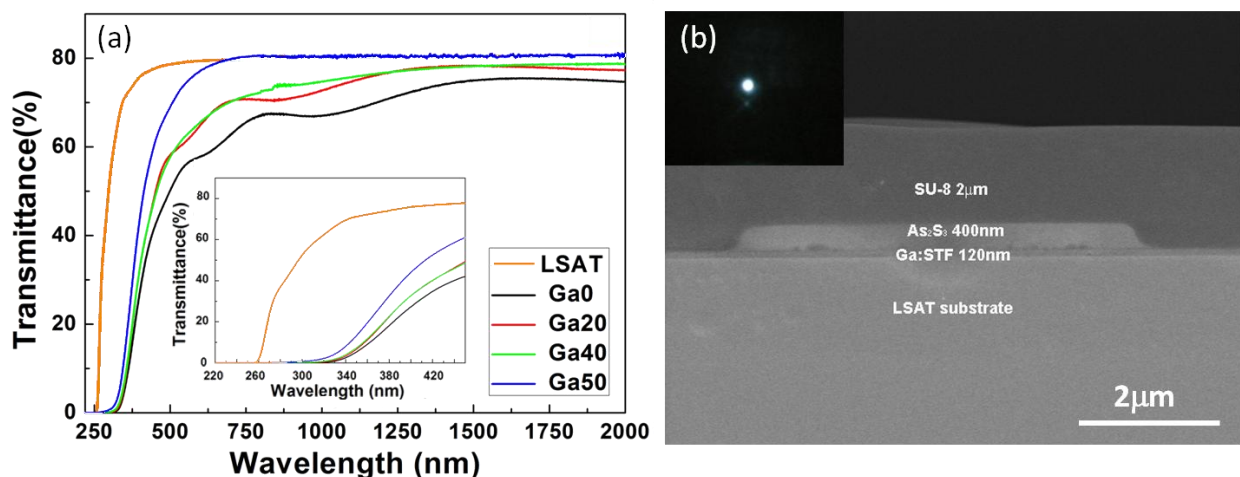 (a)
Transmittance(%)
80
60
40
20
0
250 500 750 1000 1250 1500 1750 2000
Wavelength (nm)
Transmittance(%)
80
60
40
20
0
220 260 300 340 380 420
Wavelength (nm)
LSAT
Ga0
Ga20
Ga40
Ga50
(b)
SU-8 2μm
As₂S₃ 400nm
Ga:STF 120nm
LSAT substrate
2μm